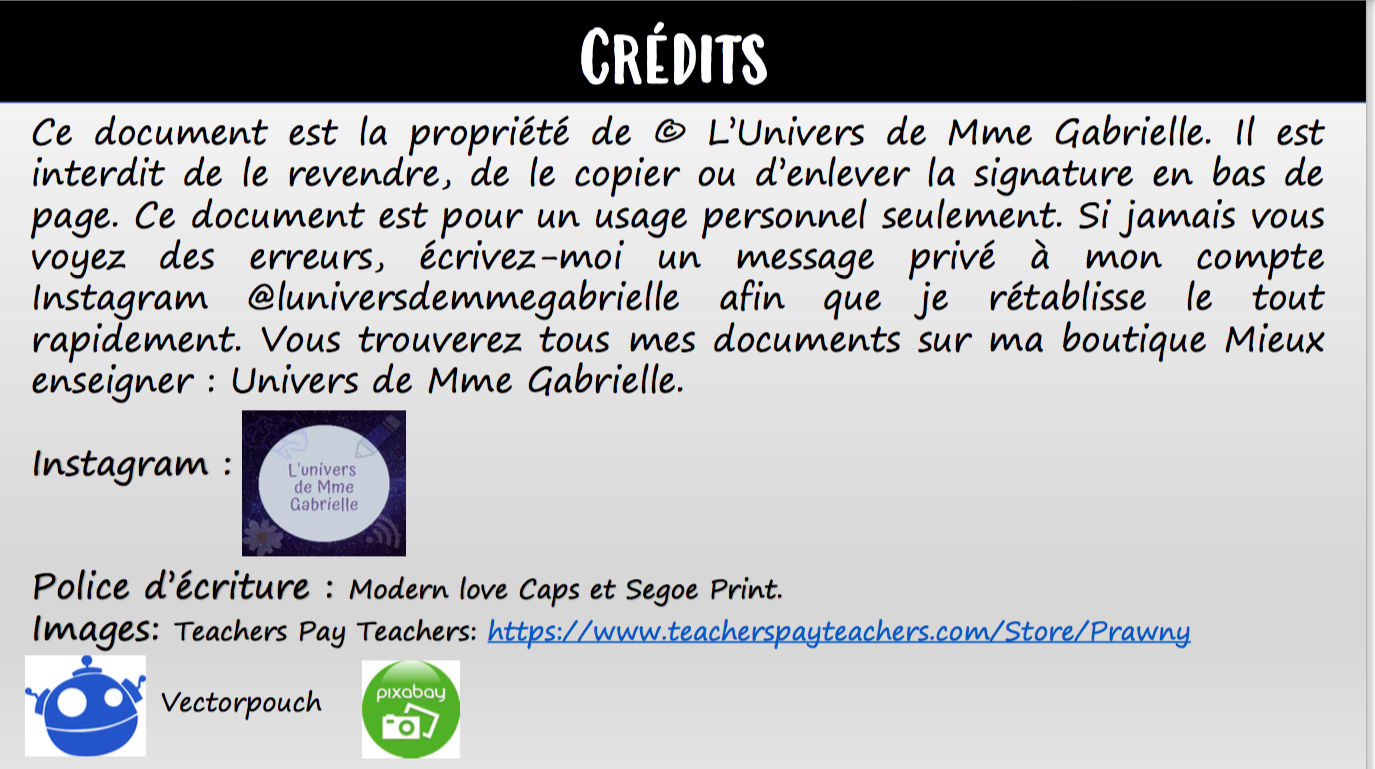 CRÉDITS
Ce document est la propriété de © L'Univers de Mme Gabrielle. Il est
interdit de le revendre, de le copier ou d'enlever la signature en bas de
page. Ce document est pour un usage personnel seulement. Si jamais vous
voyez des erreurs, écrivez-moi un message privé à mon compte
Instagram @luniversdemmegabrielle afin que je rétablisse le tout
rapidement. Vous trouverez tous mes documents sur ma boutique Mieux
enseigner : Univers de Mme Gabrielle.
Instagram :
L'univers
de Mme
Gabrielle
Police d'écriture : Modern love Caps et Segoe Print.
Images: Teachers Pay Teachers: https://www.teacherspayteachers.com/Store/Prawny
Vectorpouch
pixabay